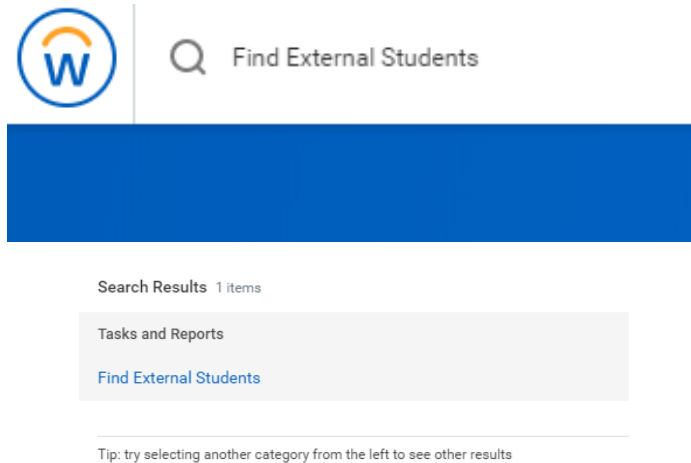 W
Find External Students
Search Results 1 items
Tasks and Reports
Find External Students
Tip: try selecting another category from the left to see other results